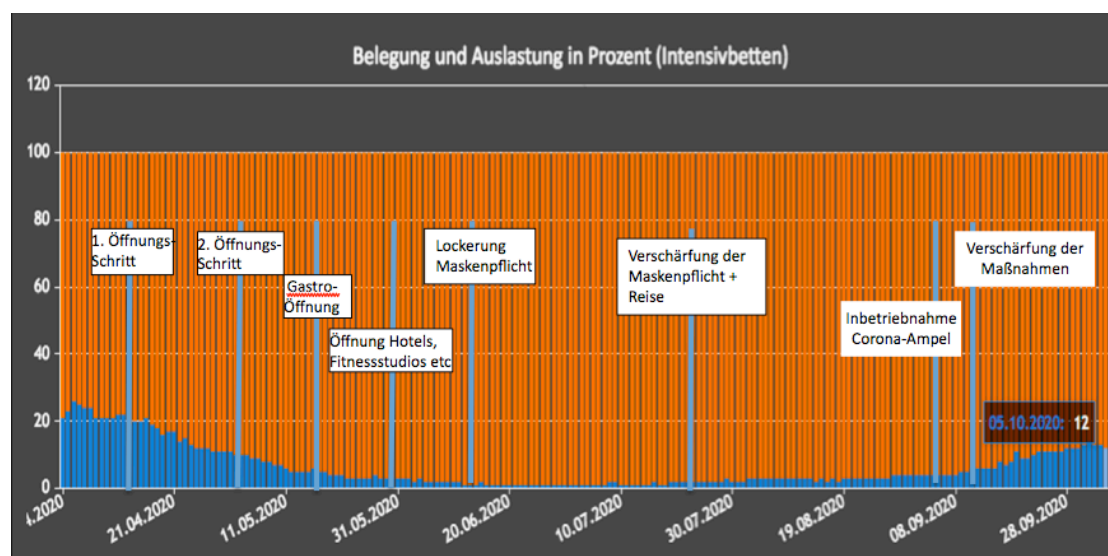 Belegung und Auslastung in Prozent (Intensivbetten)
120
100
80
60
40
20
0
1. Öffnungs-
Schritt
2. Öffnungs-
Schritt
Gastro-
Öffnung
Öffnung Hotels,
Fitnessstudios etc
Lockerung
Maskenpflicht
Verschärfung der
Maskenpflicht +
Reise
Inbetriebnahme
Corona-Ampel
Verschärfung der
Maßnahmen
05.10.2020: 12
4.2020
21.04.2020
11.05.2020
31.05.2020
20.06.2020
10.07.2020
30.07.2020
19.08.2020
08.09.2020
28.09.2020